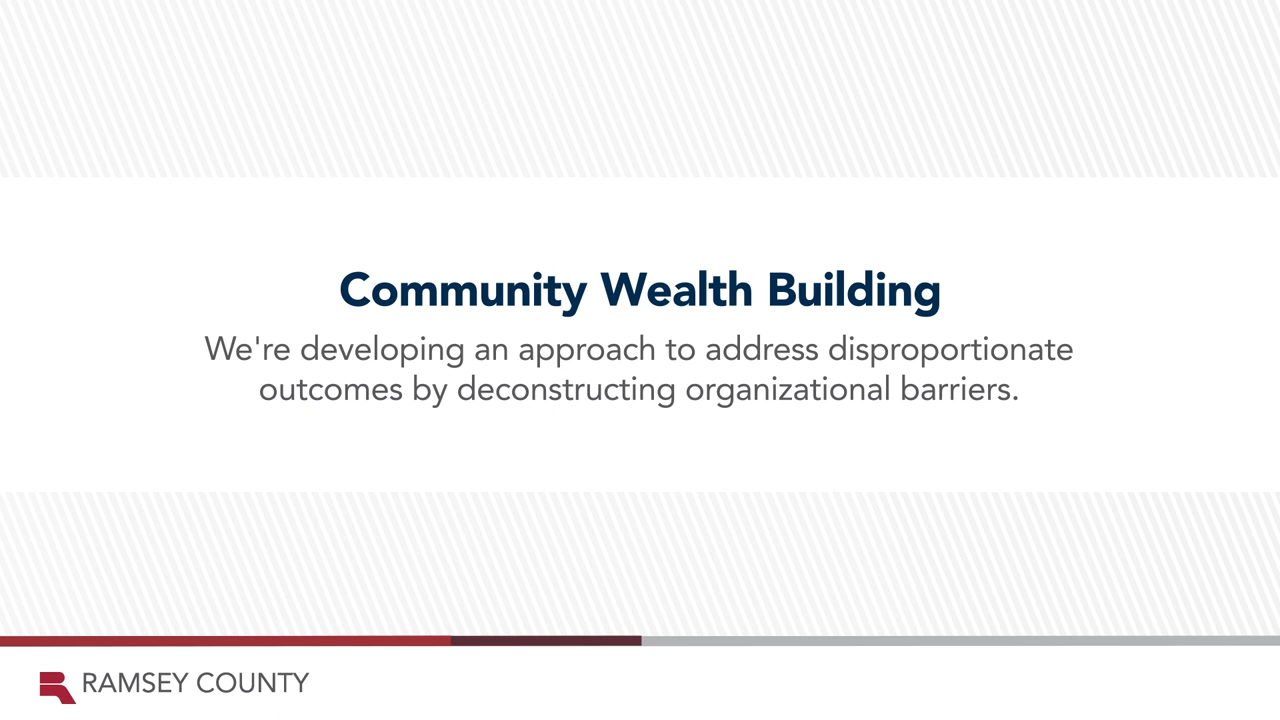 Community Wealth Building
We're developing an approach to address disproportionate
outcomes by deconstructing organizational barriers.
RAMSEY COUNTY